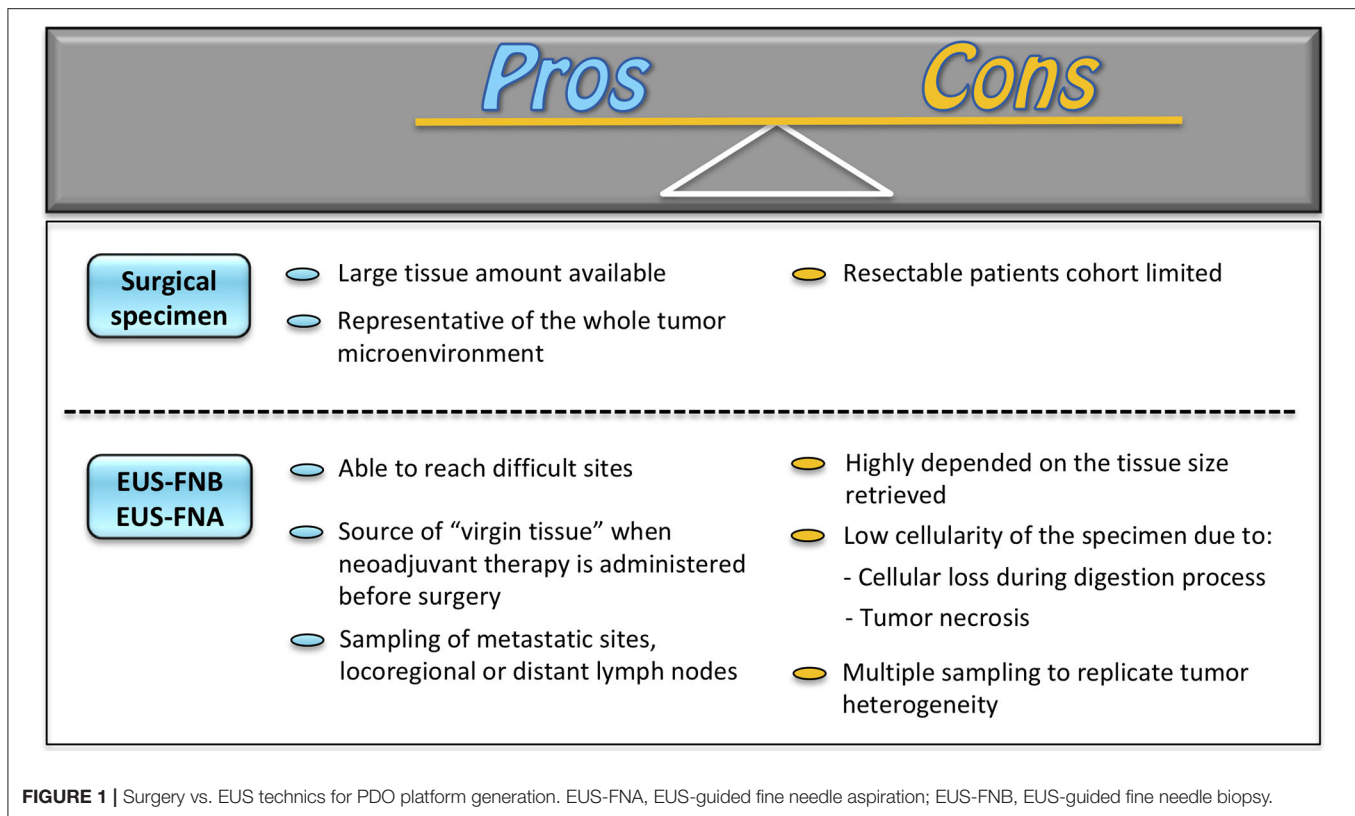 Pros
Cons
Surgical
specimen
Large tissue amount available
Representative of the whole tumor
microenvironment
Resectable patients cohort limited
EUS-FNB
EUS-FNA
Able to reach difficult sites
Source of “virgin tissue” when
neoadjuvant therapy is administered
before surgery
Sampling of metastatic sites,
locoregional or distant lymph nodes
Highly depended on the tissue size
retrieved
Low cellularity of the specimen due to:
- Cellular loss during digestion process
- Tumor necrosis
Multiple sampling to replicate tumor
heterogeneity
FIGURE 1 | Surgery vs. EUS technics for PDO platform generation. EUS-FNA, EUS-guided fine needle aspiration; EUS-FNB, EUS-guided fine needle biopsy.